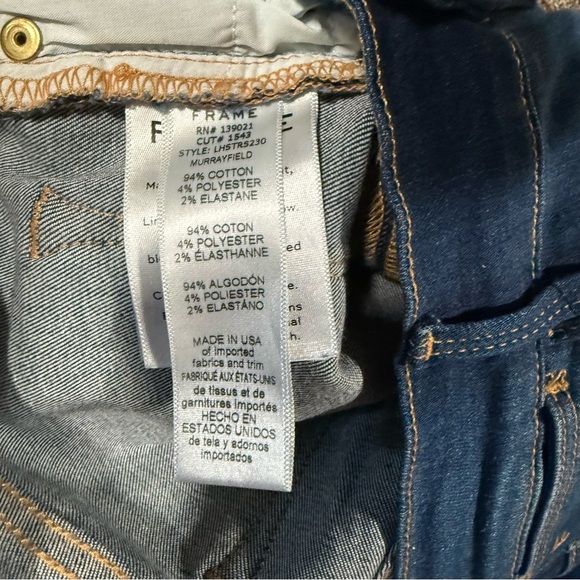 FRAME
RN# 139021
CUT# 1543
STYLE: LHSTRS230
MURRAYFIELD
94% COTTON
4% POLYESTER
2% ELASTANE
94% COTON
4% POLYESTER
2% ÉLASTHANNE
94% ALGODÓN
4% POLIESTER
2% ELASTANO
MADE IN USA
of imported
fabrics and trim
FABRIQUÉ AUX ÉTATS-UNIS
de tissus et de
garnitures importés
HECHO EN
ESTADOS UNIDOS
de tela y adornos
importados